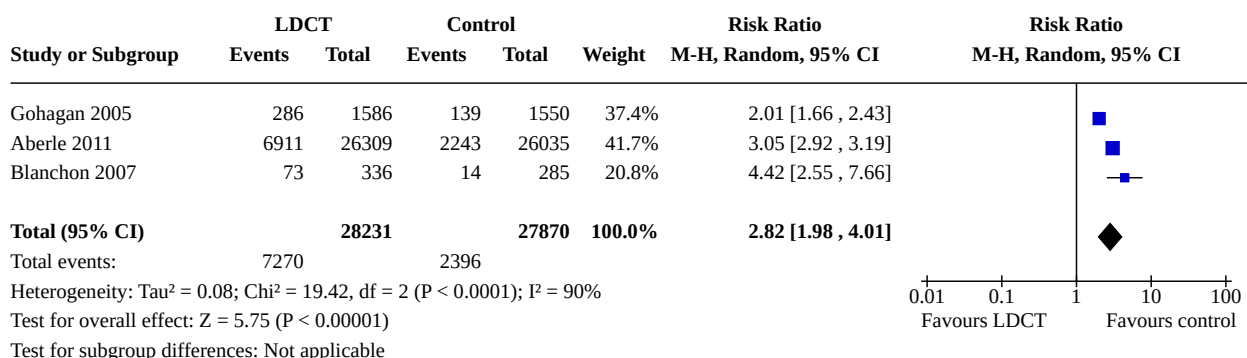 LDCT Control Risk Ratio Risk Ratio
Study or Subgroup Events Total Events Total Weight M-H, Random, 95% CI M-H, Random, 95% CI
Gohagan 2005 286 1586 139 1550 37.4% 2.01 [1.66 , 2.43]
Aberle 2011 6911 26309 2243 26035 41.7% 3.05 [2.92 , 3.19]
Blanchon 2007 73 336 14 285 20.8% 4.42 [2.55 , 7.66]
Total (95% CI) 28231 27870 100.0% 2.82 [1.98 , 4.01]
Total events: 7270 2396
Heterogeneity: Tau² = 0.08; Chi² = 19.42, df = 2 (P < 0.0001); I² = 90% 0.01 0.1 1 10 100
Test for overall effect: Z = 5.75 (P < 0.00001) Favours LDCT Favours control
Test for subgroup differences: Not applicable